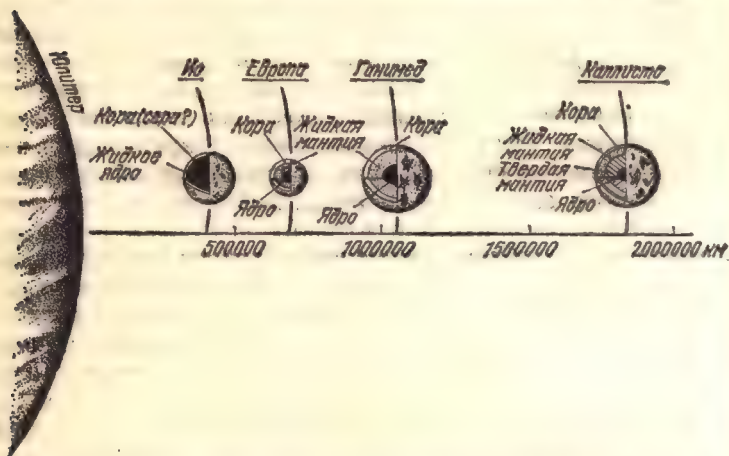 Юпитер
Ио
Европа
Ганимед
Каллисто
Кора (сера?)
Жидкое
ядро
Кора
Жидкая
мантия
Ядро
Кора
Ядро
Кора
Жидкая
мантия
Твердая
мантия
Ядро
500000
1000000
1500000
2000000 км